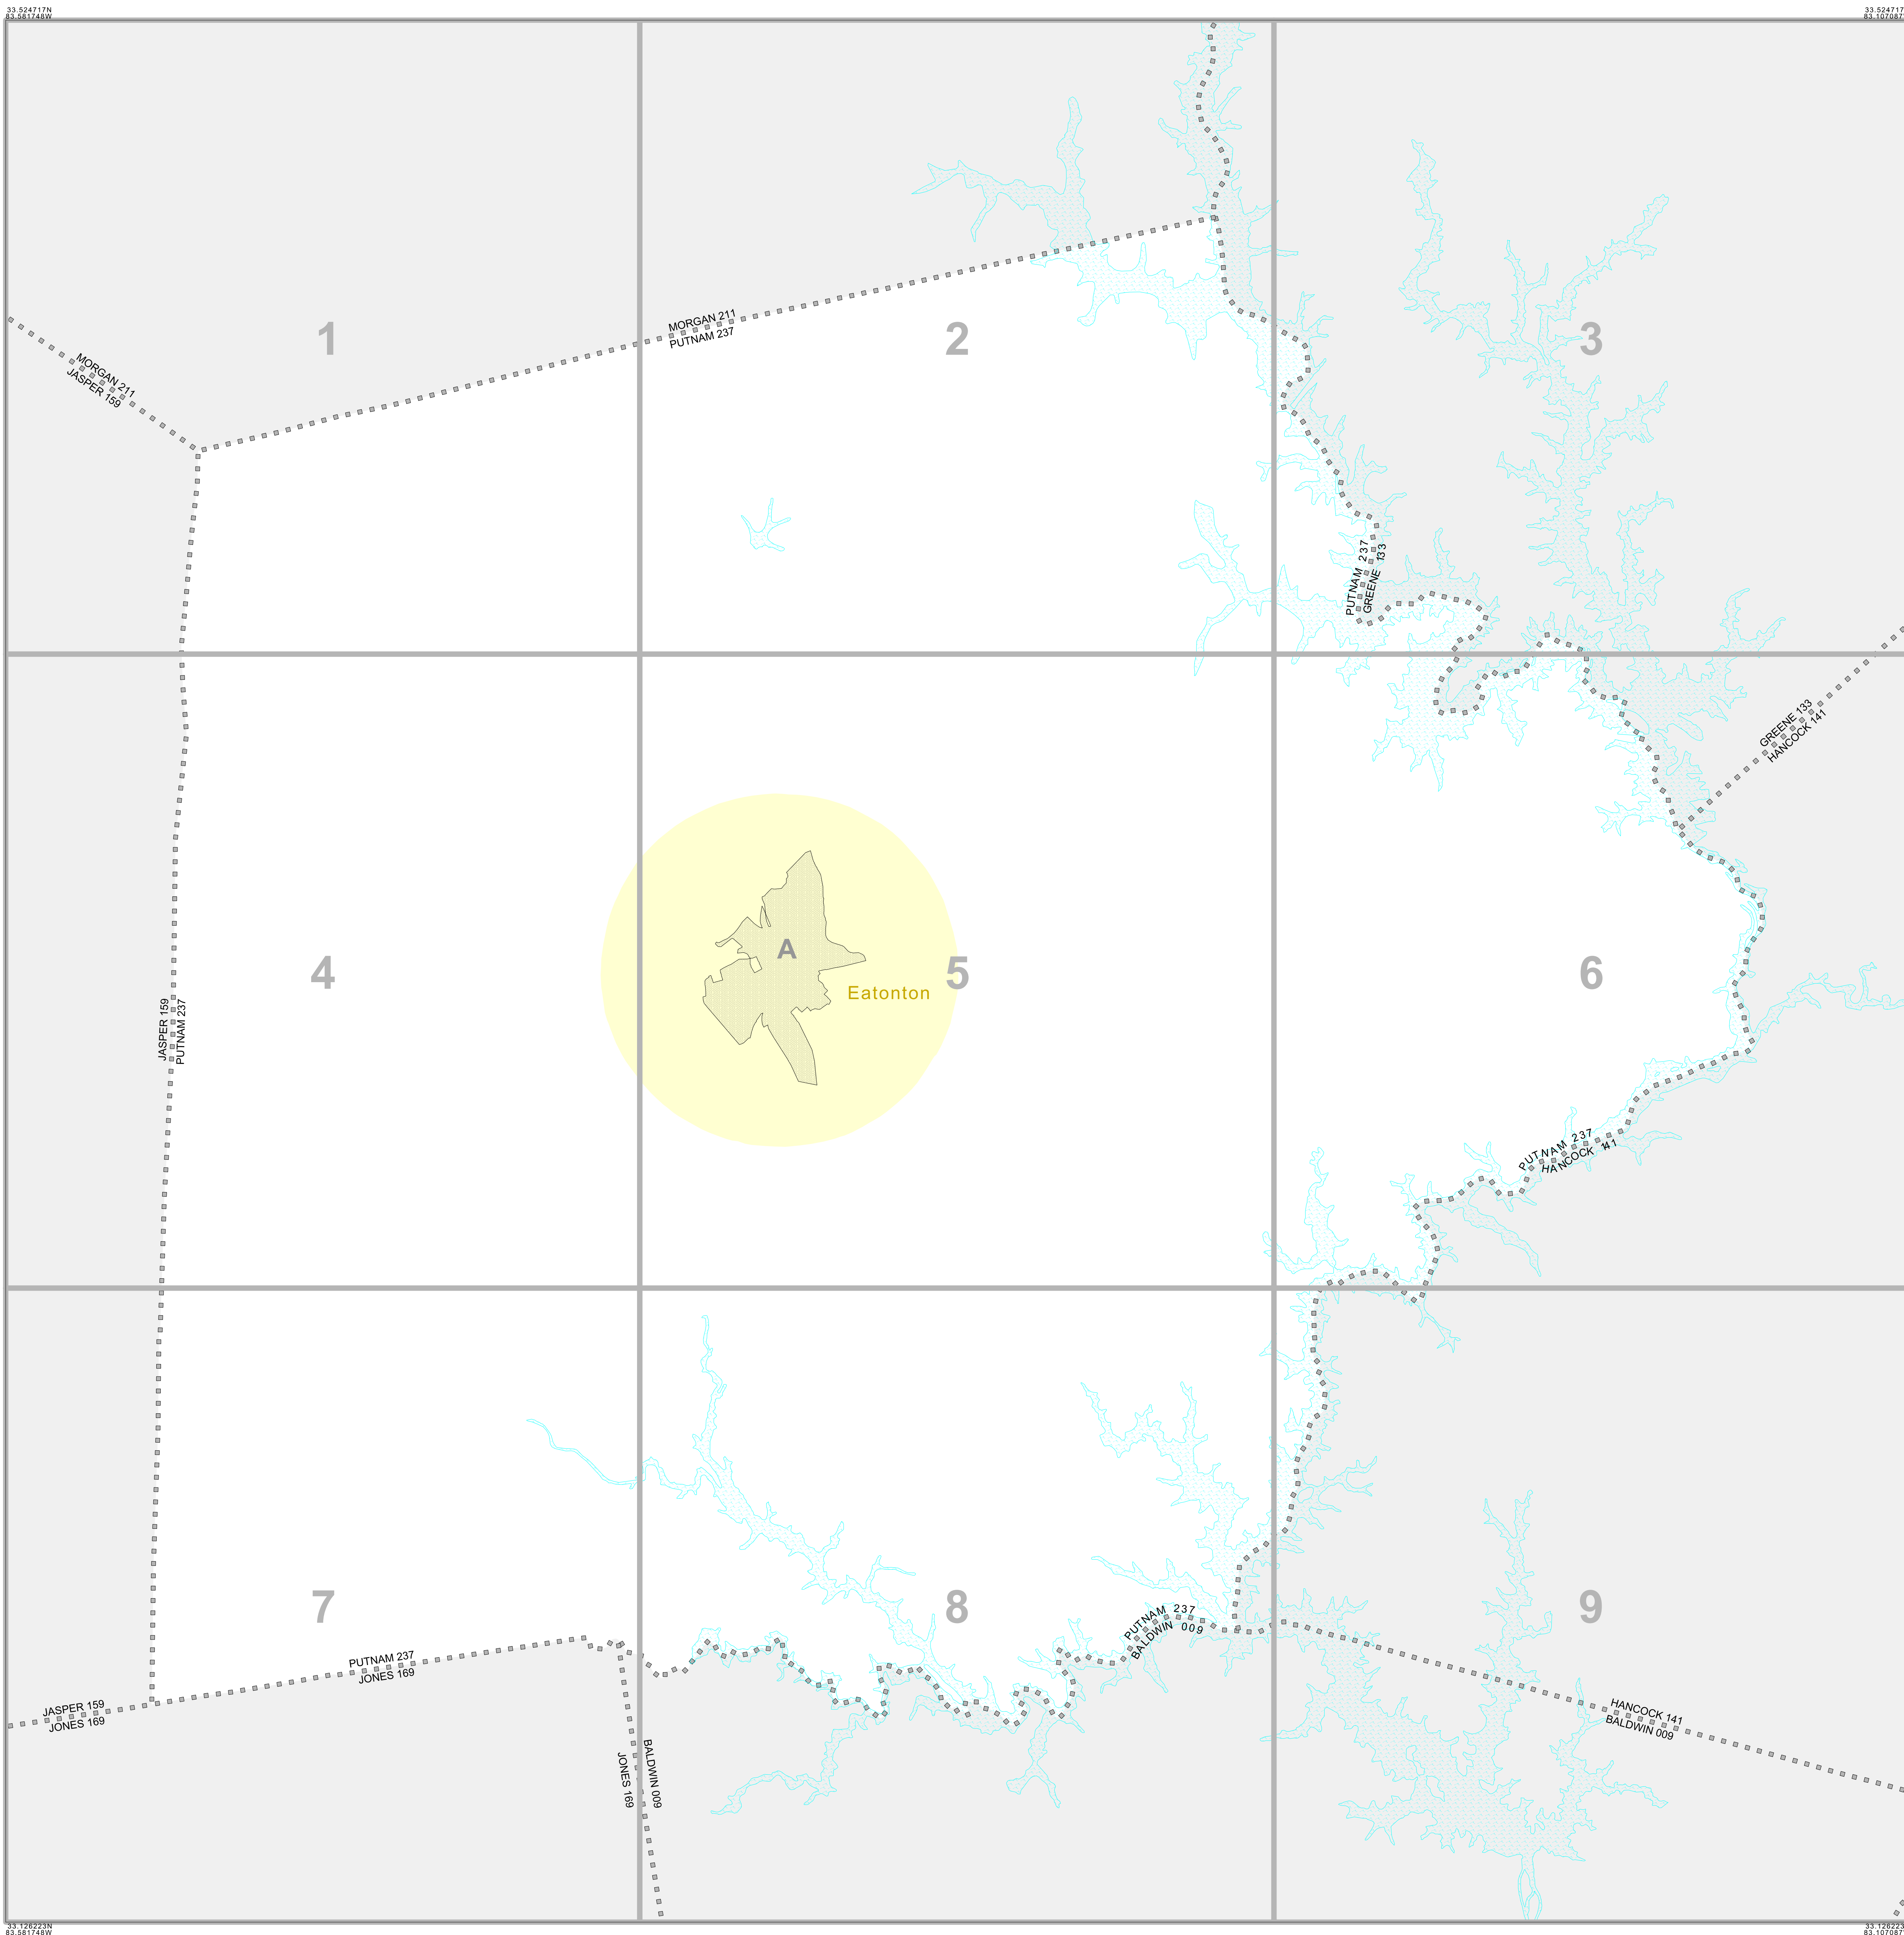 33.524717N
83.581748W
33.524717
83.107087
1
2
3
MORGAN 211
PUTNAM 237
MORGAN 211
JASPER 159
PUTNAM 237
GREENE 133
GREENE 133
HANCOCK 141
A
Eatonton
4
5
6
JASPER 159
PUTNAM 237
PUTNAM 237
HANCOCK 141
7
8
9
PUTNAM 237
BALDWIN 009
PUTNAM 237
JONES 169
JASPER 159
JONES 169
JONES 169
BALDWIN 009
HANCOCK 141
BALDWIN 009
33.126223N
83.581748W
33.126223
83.107087